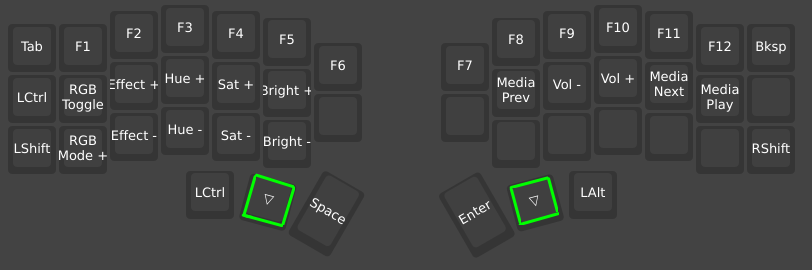 Tab F1 F2 F3 F4 F5 F6 F7 F8 F9 F10 F11 F12 Bksp
LCtrl RGB Toggle Effect + Hue + Sat + Bright + Media Prev Vol - Vol + Media Next Media Play
LShift RGB Mode + Effect - Hue - Sat - Bright - RShift
LCtrl ▽ Space Enter ▽ LAlt